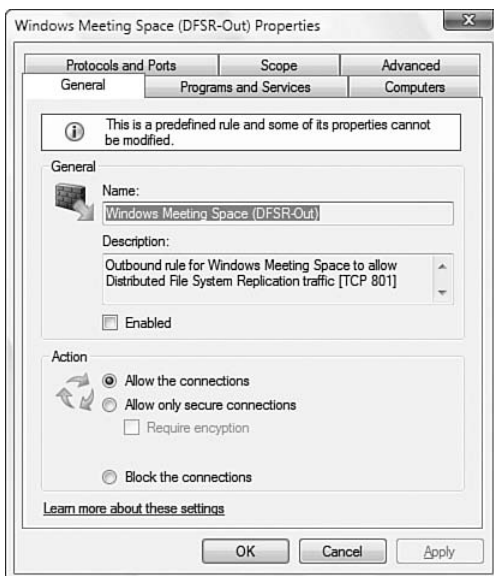 Windows Meeting Space (DFSR-Out) Properties
Protocols and Ports
Scope
Advanced
General
Programs and Services
Computers
This is a predefined rule and some of its properties cannot
be modified.
General
Name:
Windows Meeting Space (DFSR-Out)
Description:
Outbound rule for Windows Meeting Space to allow
Distributed File System Replication traffic [TCP 801]
Enabled
Action
Allow the connections
Allow only secure connections
Require encyption
Block the connections
Learn more about these settings
OK
Cancel
Apply